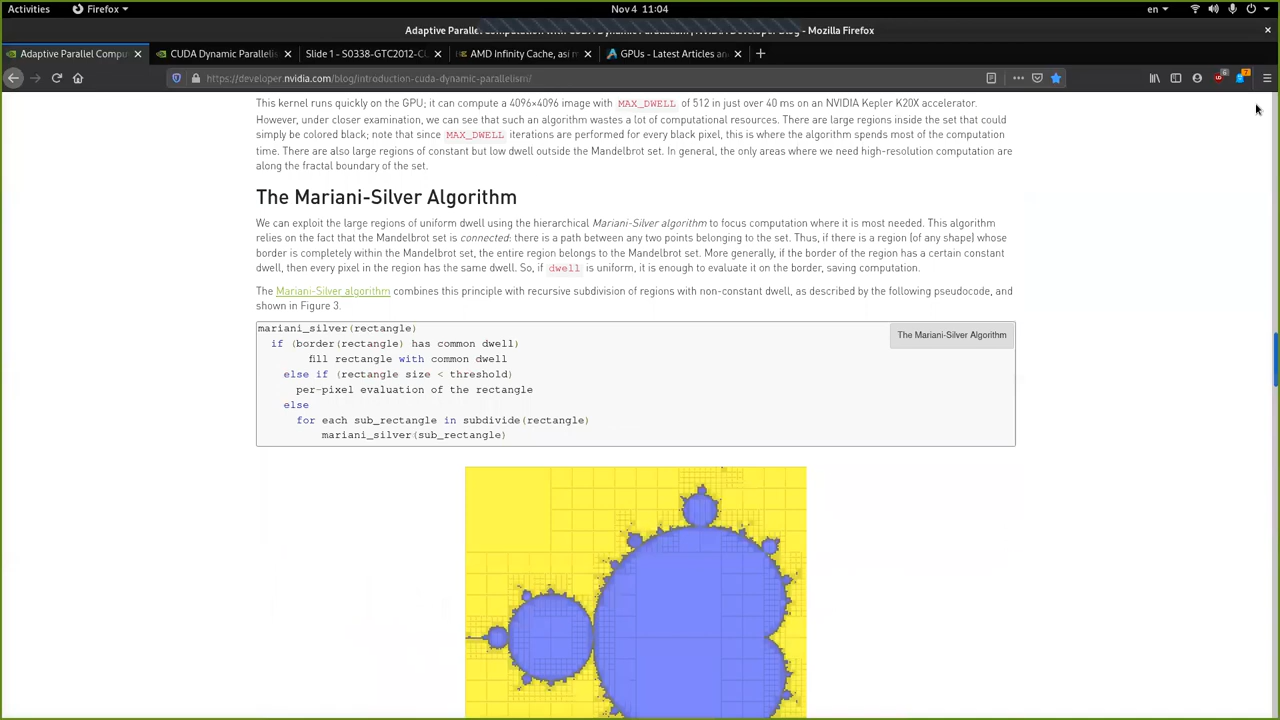 Activities Firefox Nov 4 11:04 en
Adaptive Paralle Computation with CUDA Dynamic Parallelism | NVIDIA Developer Blog - Mozilla Firefox
Adaptive Parallel Compu CUDA Dynamic Paralleli Slide 1 - S0338-GTC2012-C AMD Infinity Cache, así m GPUs - Latest Articles an
https://developer.nvidia.com/blog/introduction-cuda-dynamic-parallelism/
This kernel runs quickly on the GPU; it can compute a 4096×4096 image with MAX_DWELL of 512 in just over 40 ms on an NVIDIA Kepler K20X accelerator.
However, under closer examination, we can see that such an algorithm wastes a lot of computational resources. There are large regions inside the set that could
simply be colored black; note that since MAX_DWELL iterations are performed for every black pixel, this is where the algorithm spends most of the computation
time. There are also large regions of constant but low dwell outside the Mandelbrot set. In general, the only areas where we need high-resolution computation are
along the fractal boundary of the set.
The Mariani-Silver Algorithm
We can exploit the large regions of uniform dwell using the hierarchical Mariani-Silver algorithm to focus computation where it is most needed. This algorithm
relies on the fact that the Mandelbrot set is connected: there is a path between any two points belonging to the set. Thus, if there is a region (of any shape) whose
border is completely within the Mandelbrot set, the entire region belongs to the Mandelbrot set. More generally, if the border of the region has a certain constant
dwell, then every pixel in the region has the same dwell. So, if dwell is uniform, it is enough to evaluate it on the border, saving computation.
The Mariani-Silver algorithm combines this principle with recursive subdivision of regions with non-constant dwell, as described by the following pseudocode, and
shown in Figure 3.
mariani_silver(rectangle)
The Mariani-Silver Algorithm
if (border(rectangle) has common dwell)
fill rectangle with common dwell
else if (rectangle size < threshold)
per-pixel evaluation of the rectangle
else
for each sub_rectangle in subdivide(rectangle)
mariani_silver(sub_rectangle)